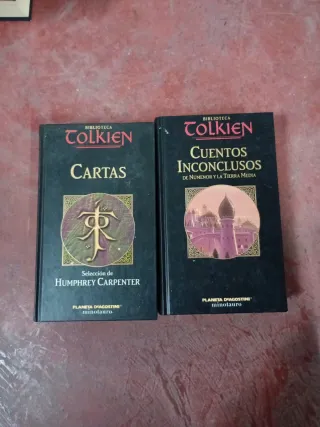 BIBLIOTECA
TOLKIEN
CARTAS
Selección de
HUMPHREY CARPENTER
PLANETA DEAGOSTINI
minotauro
BIBLIOTECA
TOLKIEN
CUENTOS
INCONCLUSOS
DE NÚMENOR Y LA TIERRA MEDIA
PLANETA DEAGOSTINI
minotauro